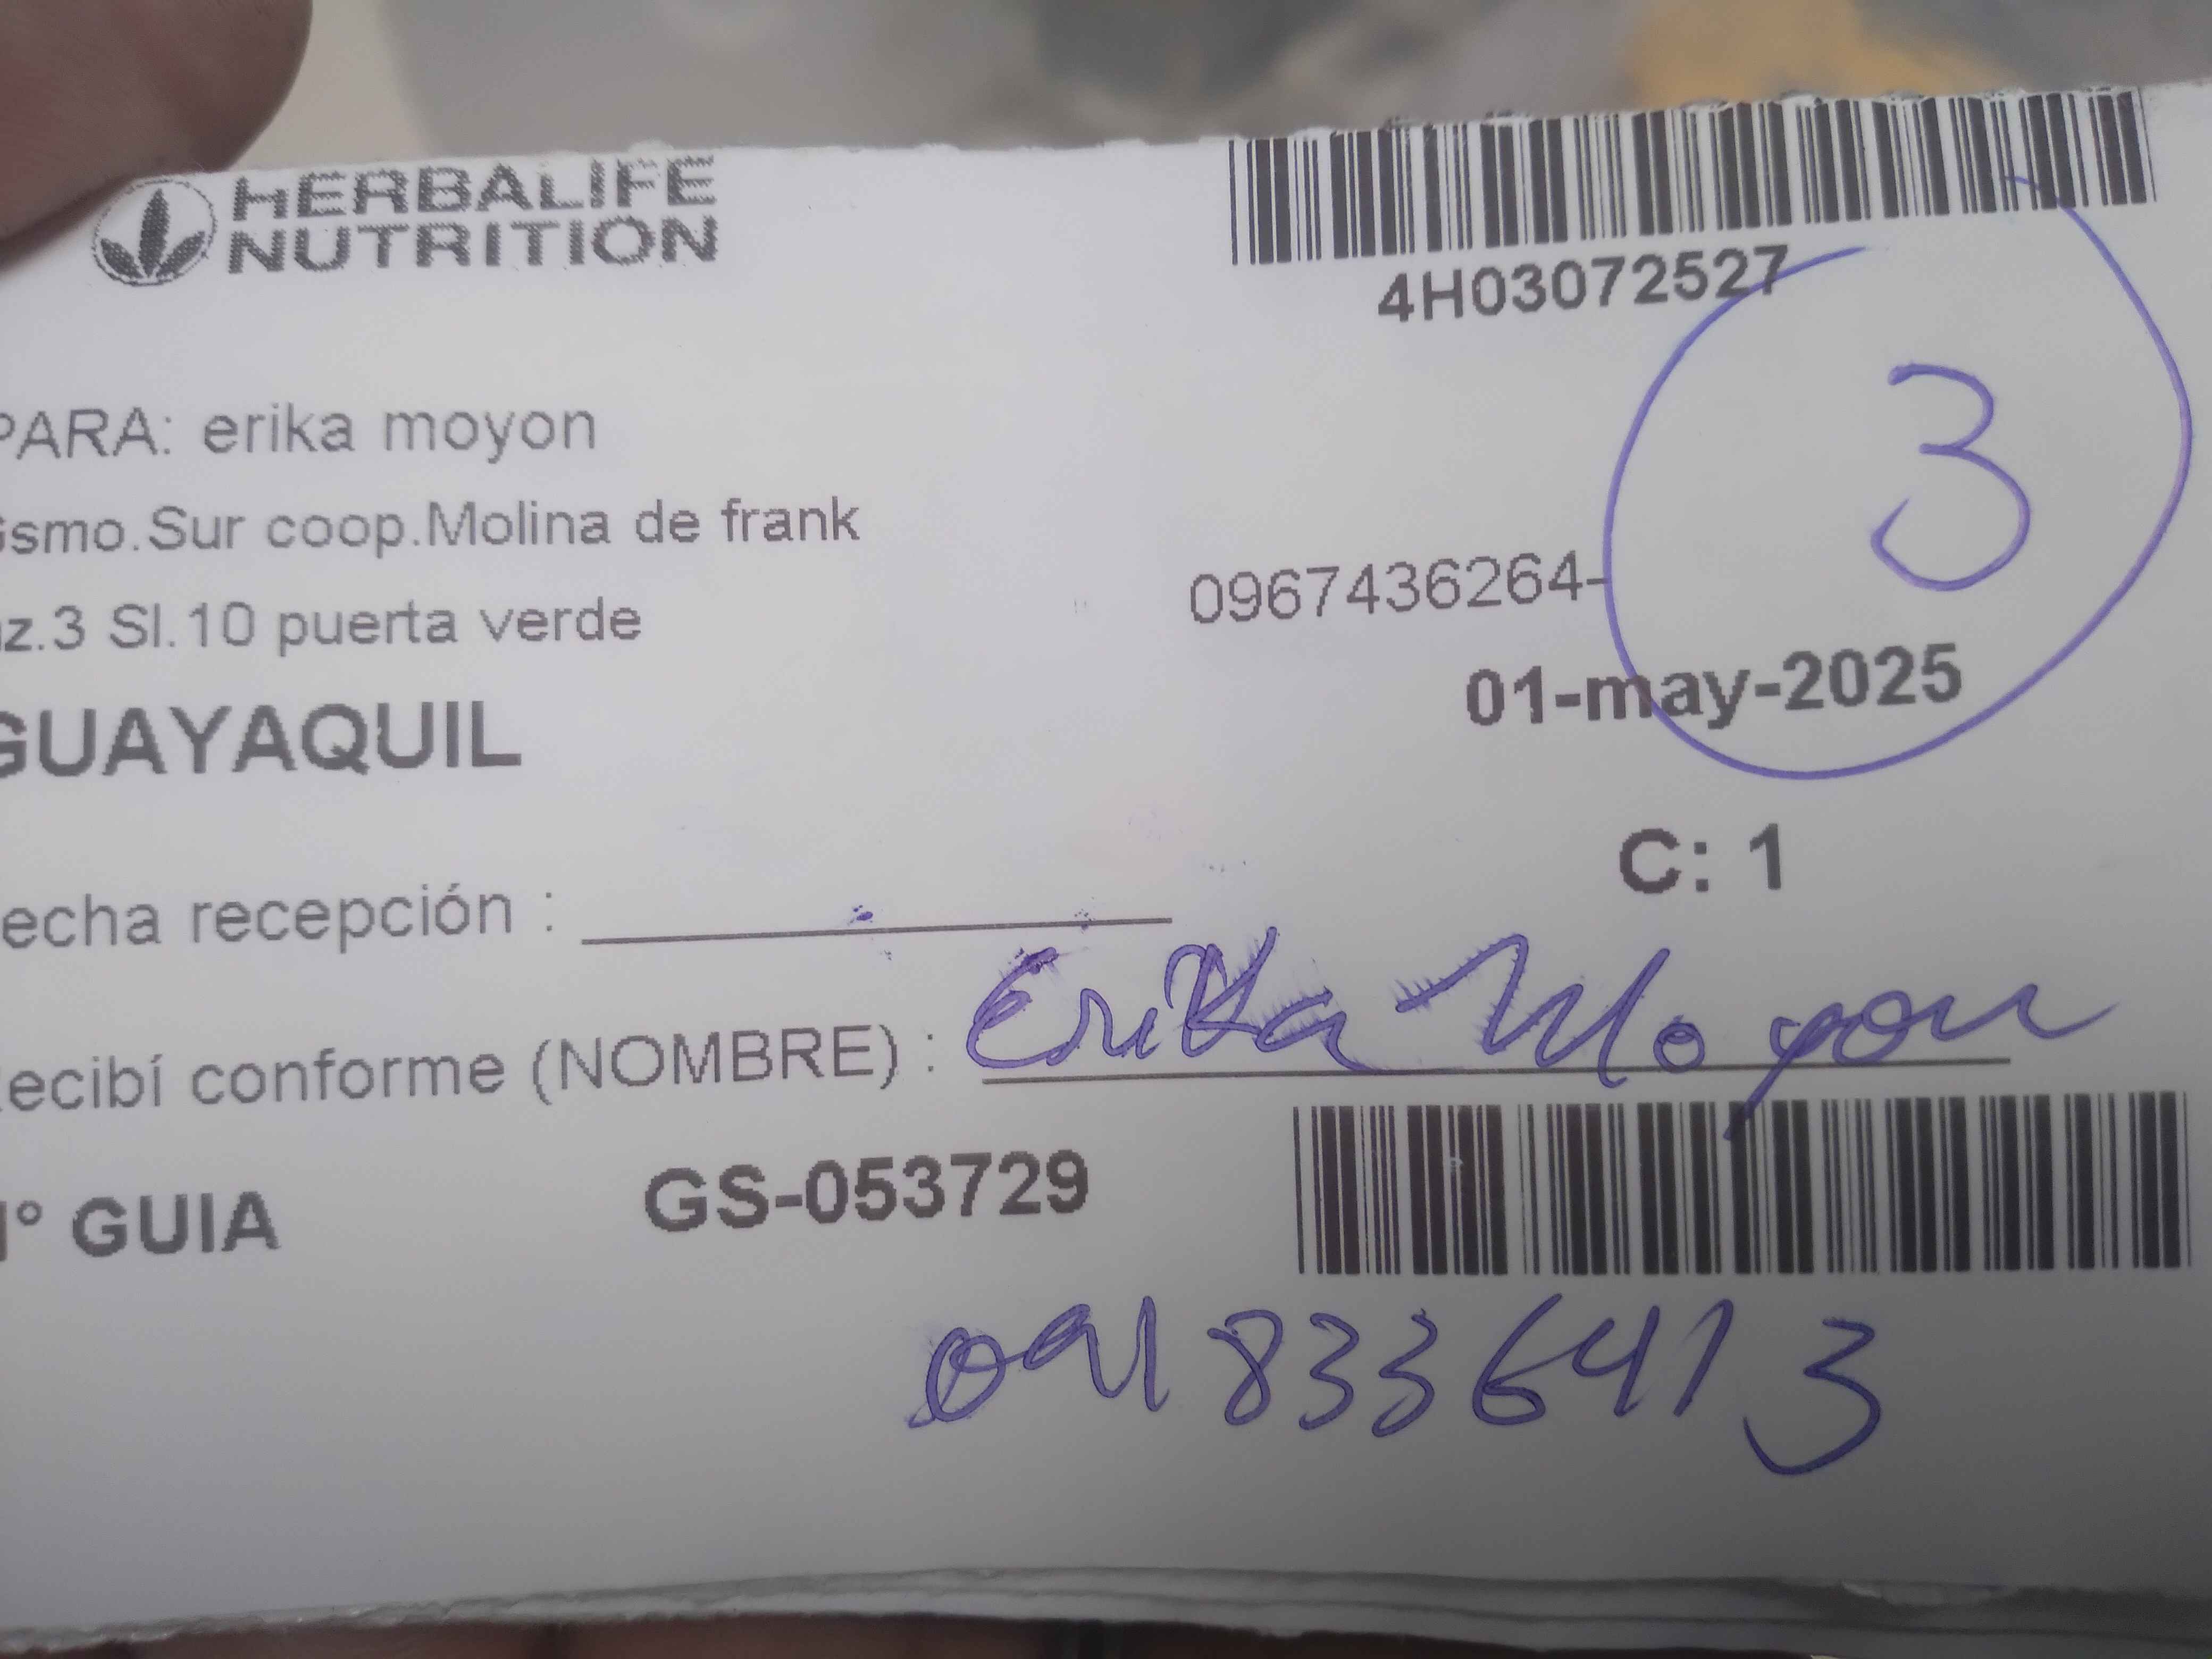 HERBALIFE
NUTRITION
4H03072527
3
PARA: erika moyon
Gsmo.Sur coop.Molina de frank
z.3 Sl.10 puerta verde
0967436264-
GUAYAQUIL
01-may-2025
C: 1
echa recepción :
ecibí conforme (NOMBRE) : Erika Moyon
° GUIA
GS-053729
0918336413